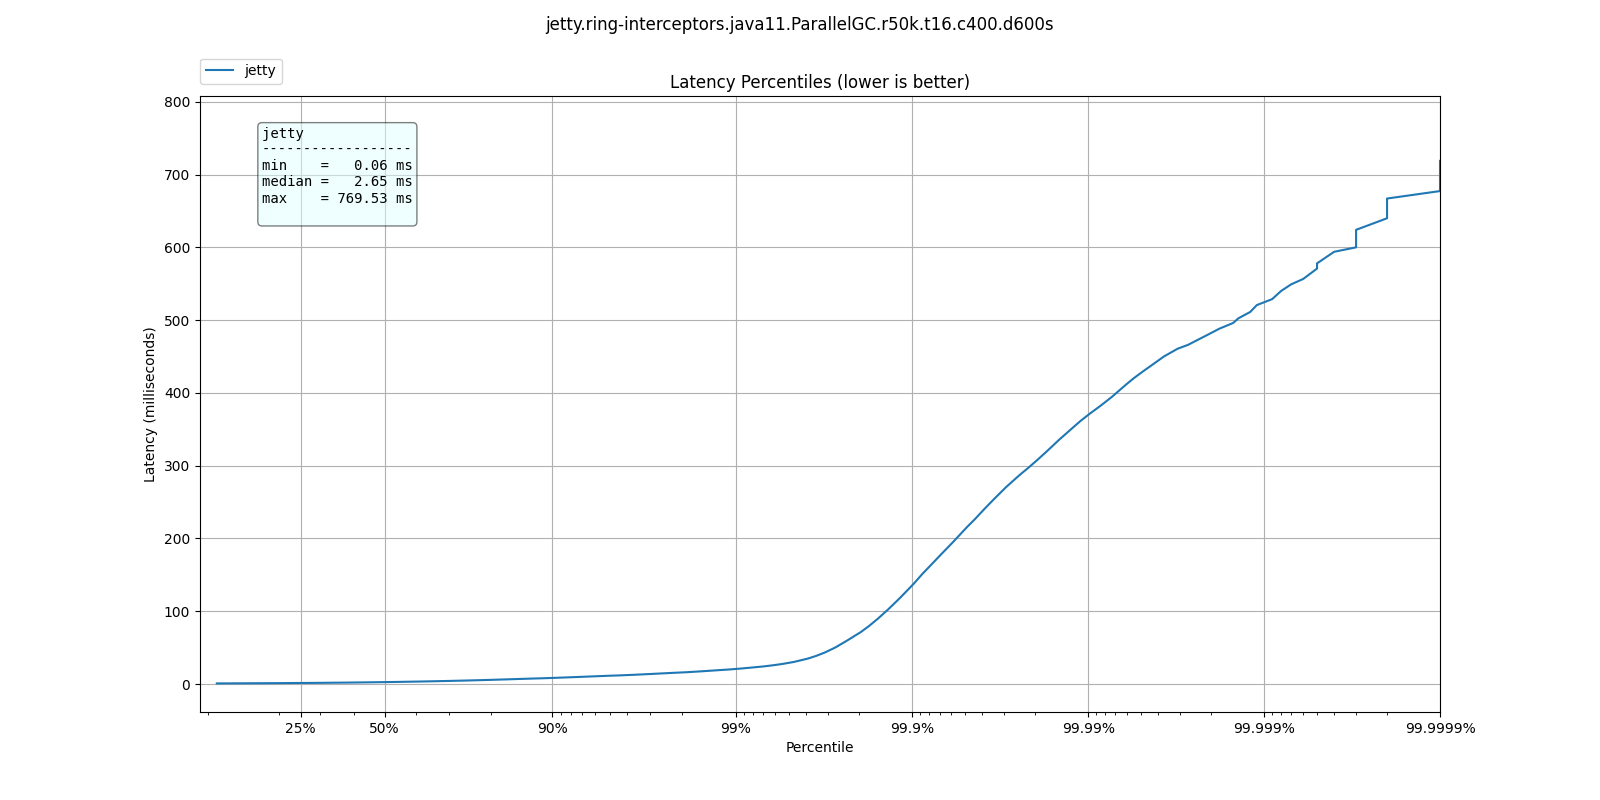 jetty.ring-interceptors.java11.ParallelGC.r50k.t16.c400.d600s
jetty
Latency Percentiles (lower is better)
800
700
600
500
400
300
200
100
0
Latency (milliseconds)
jetty
------------------
min    =   0.06 ms
median =   2.65 ms
max    = 769.53 ms
25% 50% 90% 99% 99.9% 99.99% 99.999% 99.9999%
Percentile